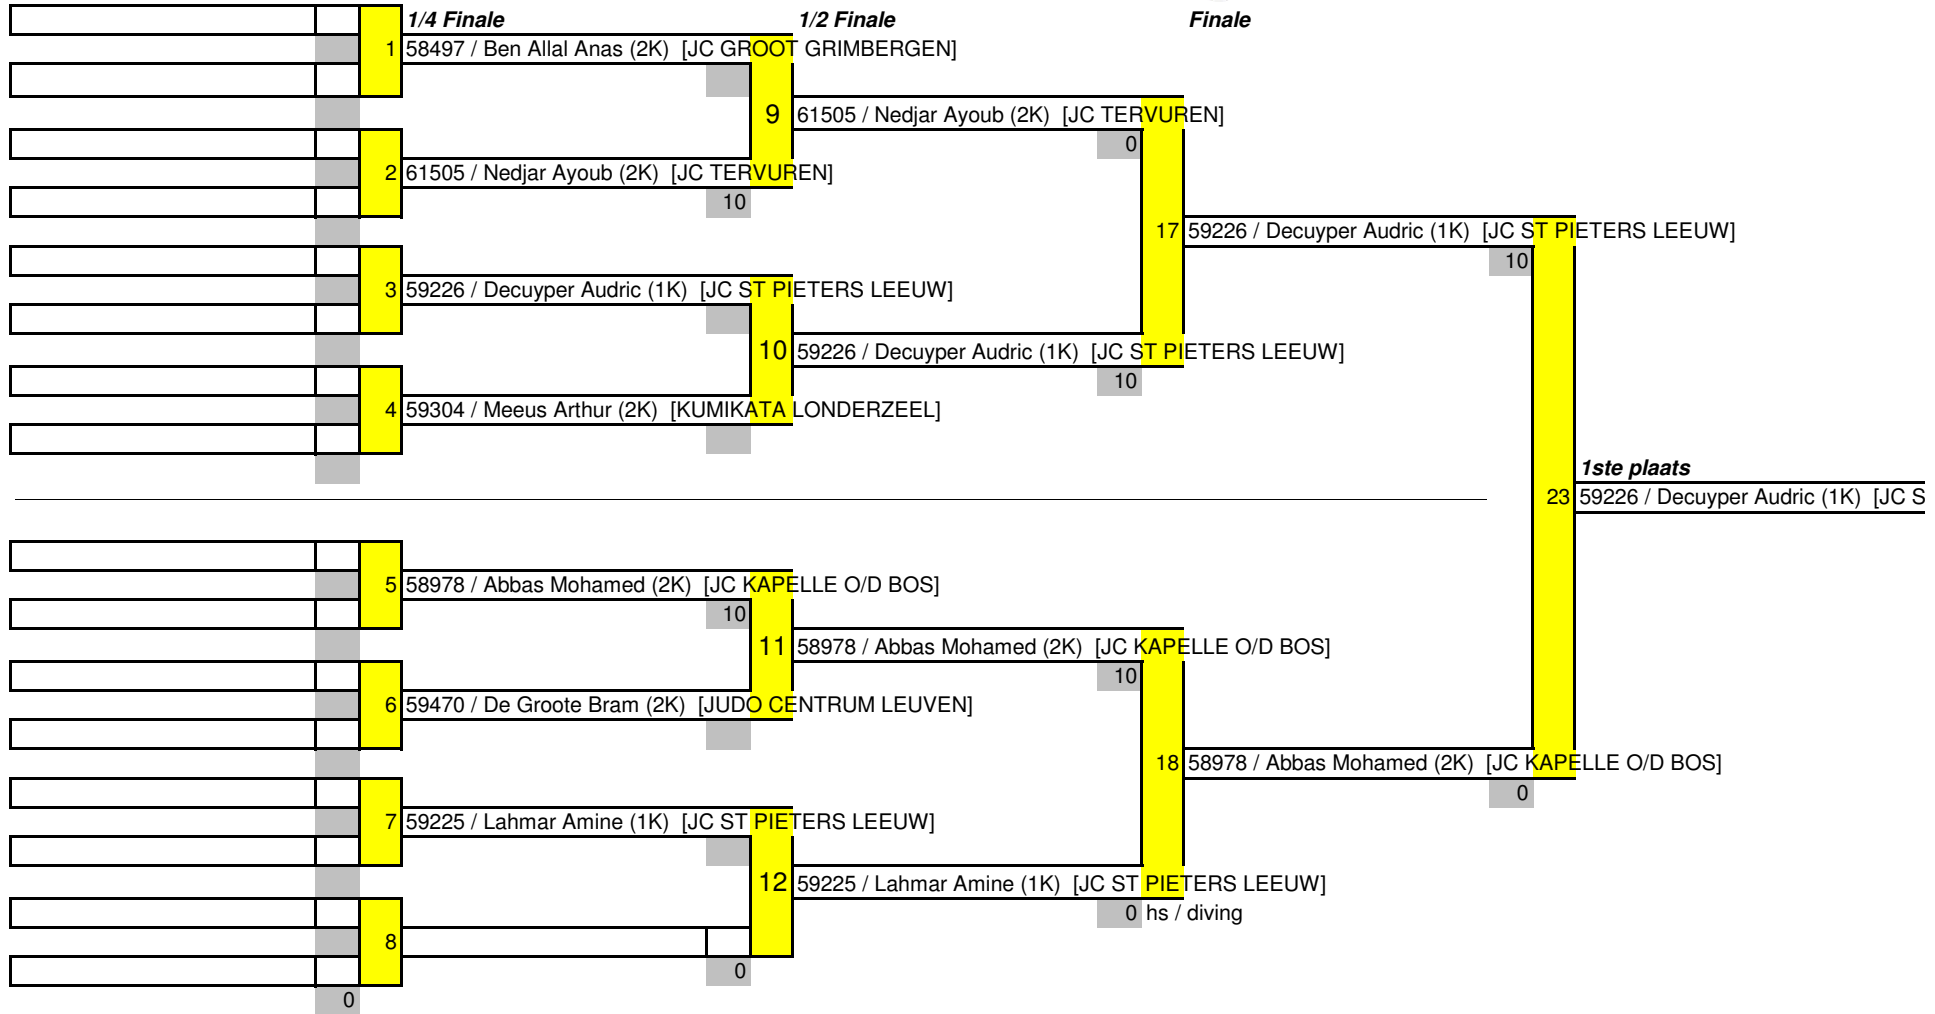 1/4 Finale 1/2 Finale Finale
1 58497 / Ben Allal Anas (2K) [JC GROOT GRIMBERGEN]
9 61505 / Nedjar Ayoub (2K) [JC TERVUREN]
0
2 61505 / Nedjar Ayoub (2K) [JC TERVUREN]
10
17 59226 / Decuyper Audric (1K) [JC ST PIETERS LEEUW]
10
3 59226 / Decuyper Audric (1K) [JC ST PIETERS LEEUW]
10 59226 / Decuyper Audric (1K) [JC ST PIETERS LEEUW]
10
4 59304 / Meeus Arthur (2K) [KUMIKATA LONDERZEEL]
1ste plaats
23 59226 / Decuyper Audric (1K) [JC S
5 58978 / Abbas Mohamed (2K) [JC KAPELLE O/D BOS]
10
11 58978 / Abbas Mohamed (2K) [JC KAPELLE O/D BOS]
10
6 59470 / De Groote Bram (2K) [JUDO CENTRUM LEUVEN]
18 58978 / Abbas Mohamed (2K) [JC KAPELLE O/D BOS]
0
7 59225 / Lahmar Amine (1K) [JC ST PIETERS LEEUW]
12 59225 / Lahmar Amine (1K) [JC ST PIETERS LEEUW]
0 hs / diving
8
0
0